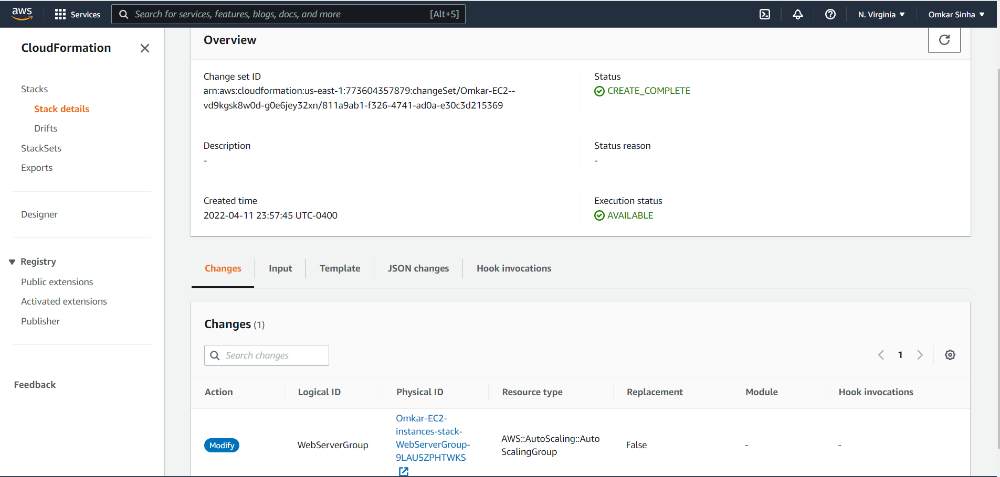 aws
Services
Search for services, features, blogs, docs, and more
[Alt+S]
N. Virginia
Omkar Sinha
CloudFormation
Stacks
Stack details
Drifts
StackSets
Exports
Designer
Registry
Public extensions
Activated extensions
Publisher
Feedback
Overview
Change set ID
arn:aws:cloudformation:us-east-1:773604357879:changeSet/Omkar-EC2--
vd9kgsk8w0d-g0e6jey32xn/811a9ab1-f326-4741-ad0a-e30c3d215369
Status
CREATE_COMPLETE
Description
-
Status reason
-
Created time
2022-04-11 23:57:45 UTC-0400
Execution status
AVAILABLE
Changes
Input
Template
JSON changes
Hook invocations
Changes (1)
Search changes
1
Action
Logical ID
Physical ID
Resource type
Replacement
Module
Hook invocations
Modify
WebServerGroup
Omkar-EC2-
instances-stack-
WebServerGroup-
9LAU5ZPHTWKS
AWS::AutoScaling::Auto
ScalingGroup
False
-
-